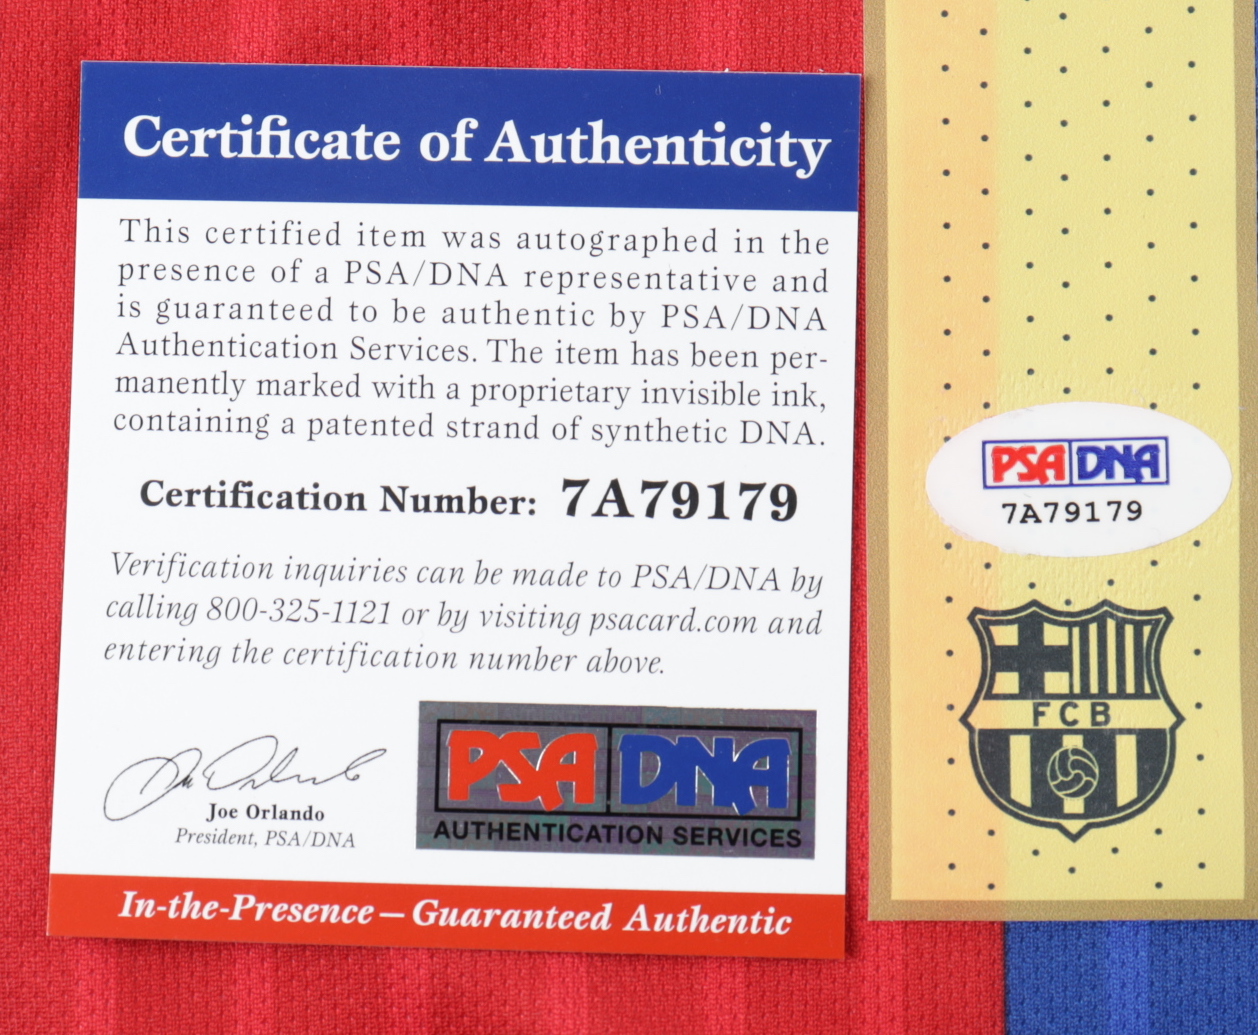 Certificate of Authenticity
This certified item was autographed in the
presence of a PSA/DNA representative and
is guaranteed to be authentic by PSA/DNA
Authentication Services. The item has been per-
manently marked with a proprietary invisible ink,
containing a patented strand of synthetic DNA.
Certification Number: 7A79179
Verification inquiries can be made to PSA/DNA by
calling 800-325-1121 or by visiting psacard.com and
entering the certification number above.
Joe Orlando
President, PSA/DNA
PSA DNA
AUTHENTICATION SERVICES
In-the-Presence — Guaranteed Authentic
PSA DNA
7A79179
FCB